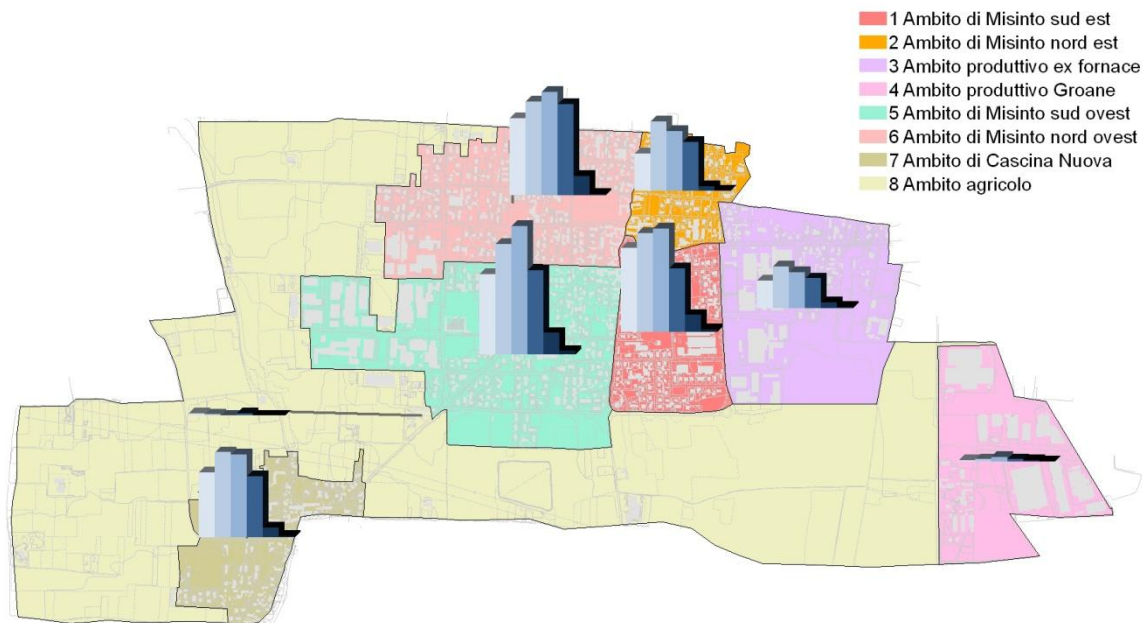 1 Ambito di Misinto sud est
2 Ambito di Misinto nord est
3 Ambito produttivo ex fornace
4 Ambito produttivo Groane
5 Ambito di Misinto sud ovest
6 Ambito di Misinto nord ovest
7 Ambito di Cascina Nuova
8 Ambito agricolo